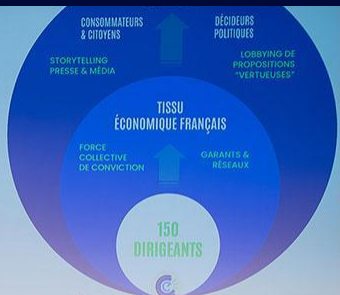 CONSOMMATEURS
& CITOYENS
DÉCIDEURS
POLITIQUES
STORYTELLING
PRESSE & MÉDIA
LOBBYING DE
PROPOSITIONS
"VERTUEUSES"
TISSU
ÉCONOMIQUE FRANÇAIS
FORCE
COLLECTIVE
DE CONVICTION
GARANTS &
RÉSEAUX
150
DIRIGEANTS